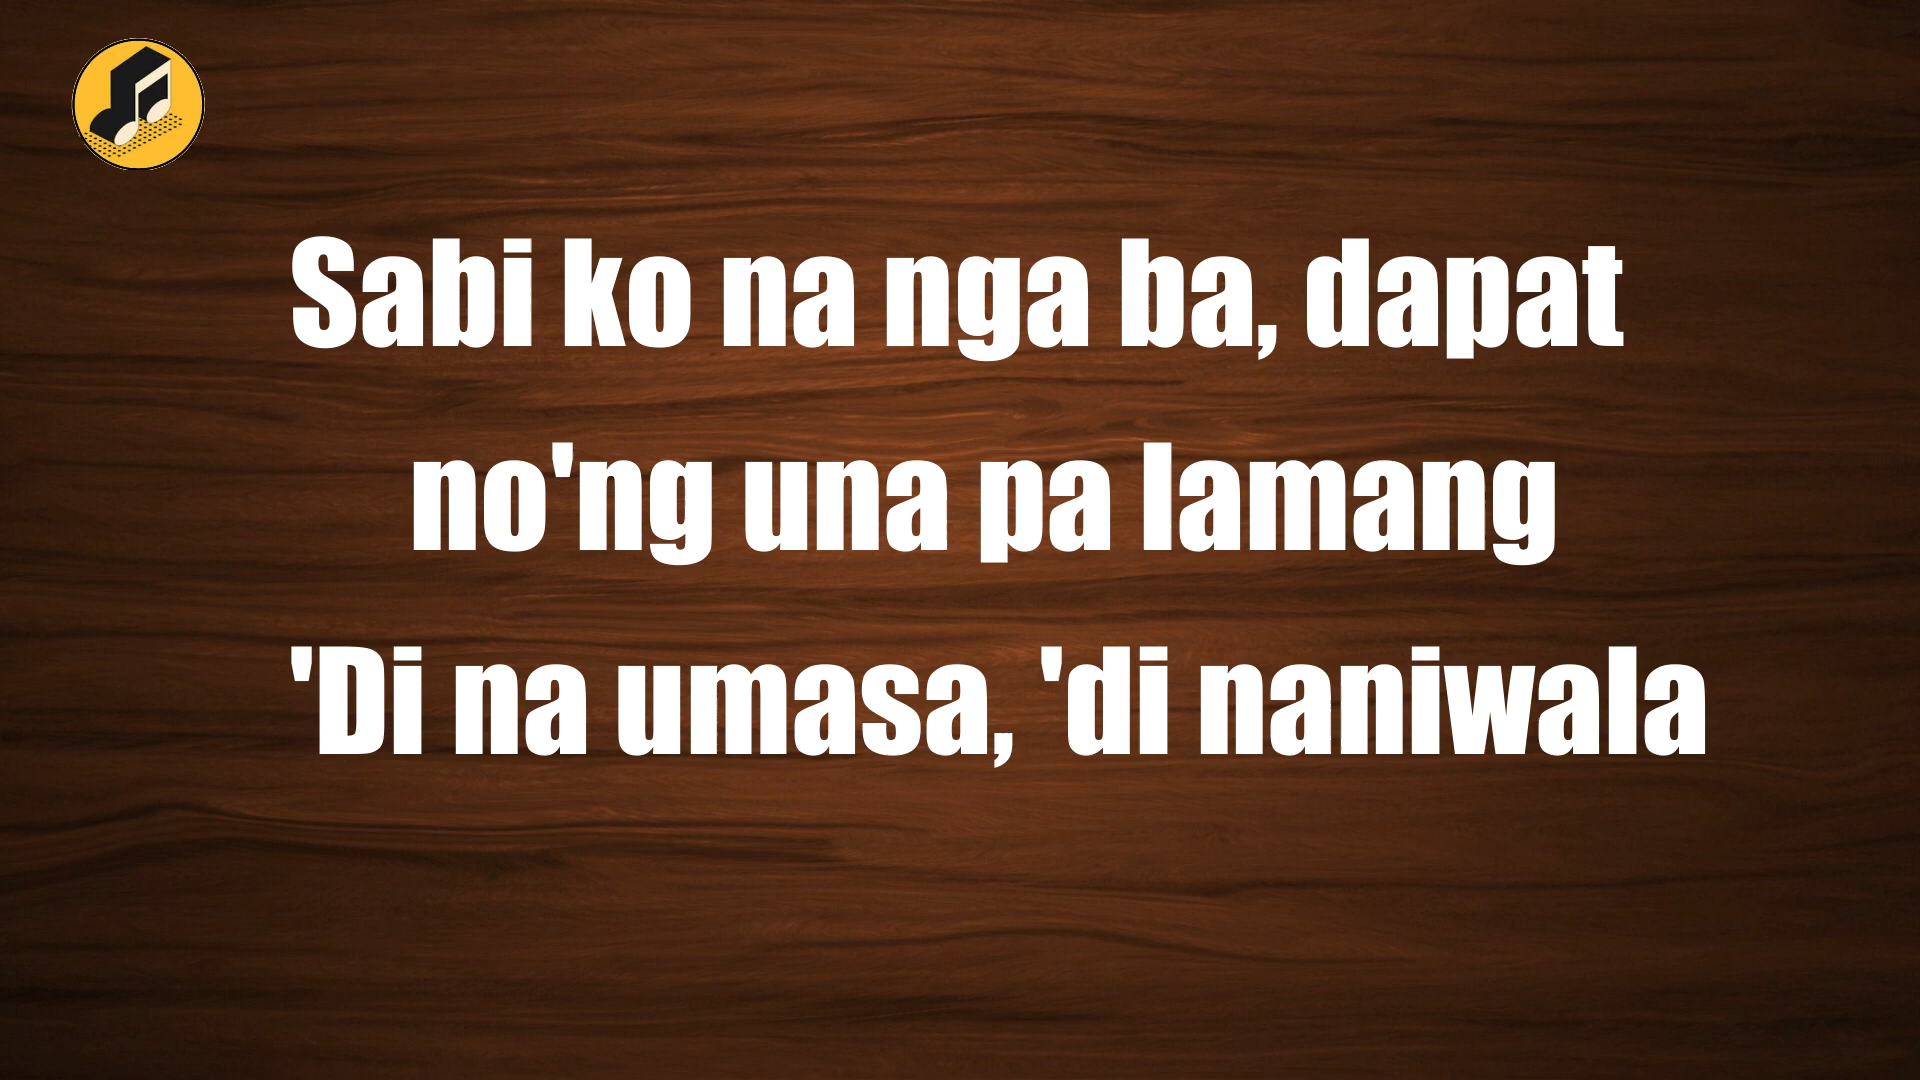 Sabi ko na nga ba, dapat
no'ng una pa lamang
'Di na umasa, 'di naniwala